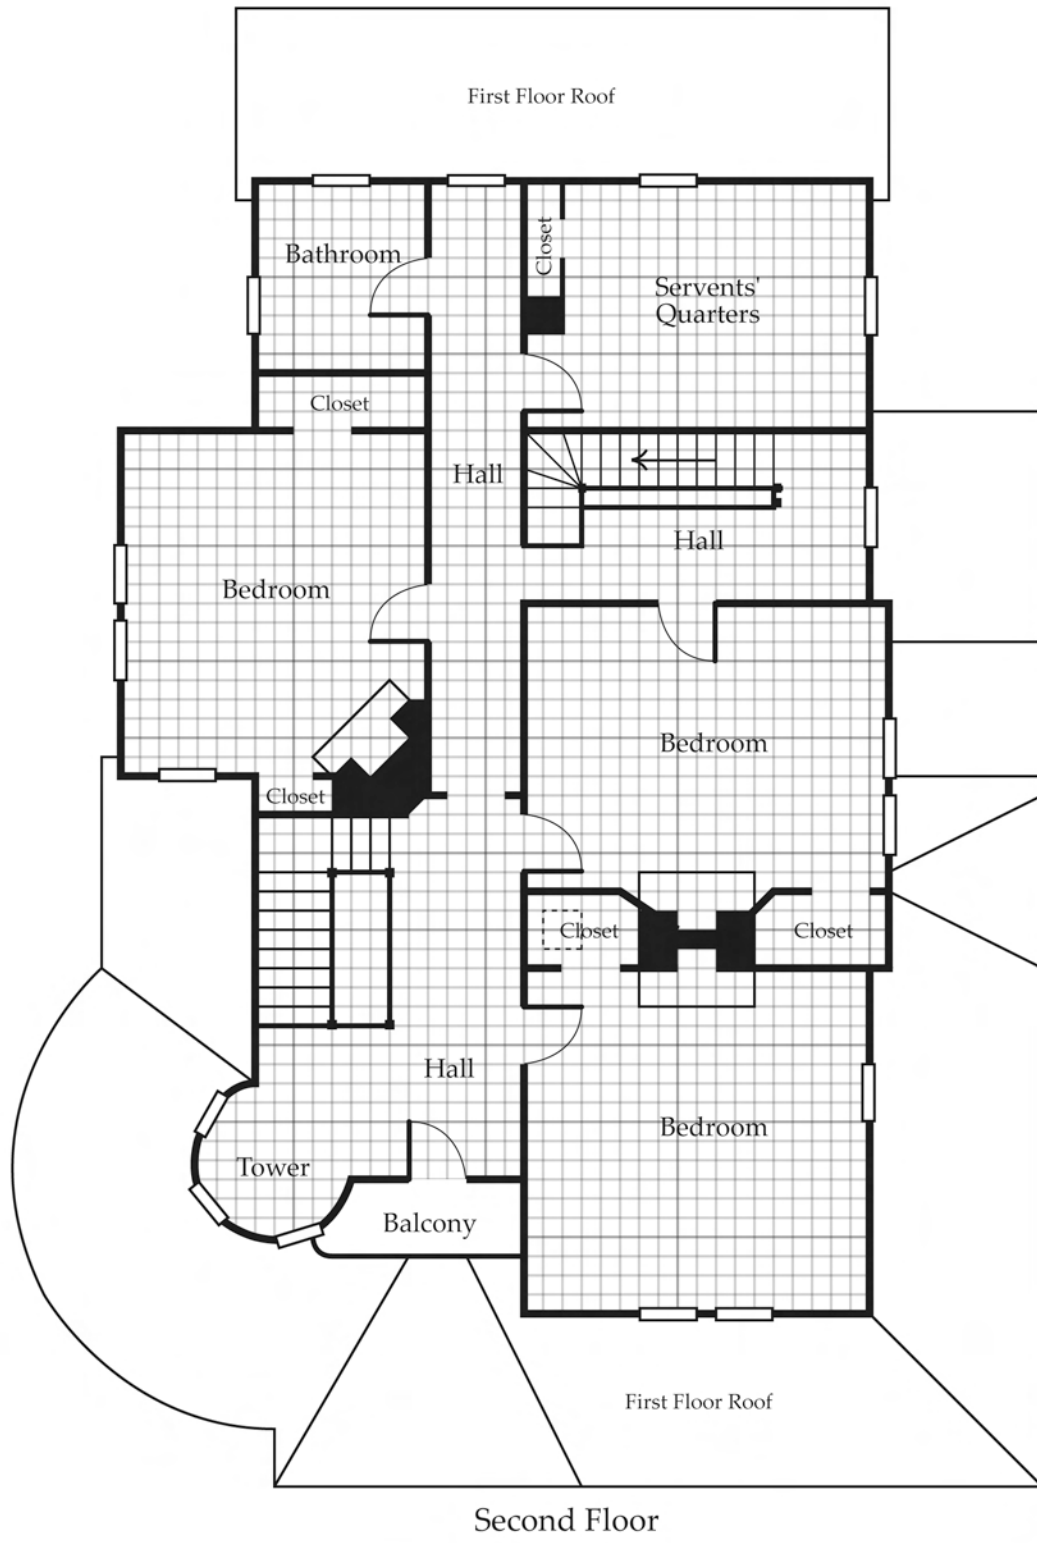 First Floor Roof
Bathroom
Closet
Servents'
Quarters
Closet
Hall
Hall
Bedroom
Bedroom
Closet
Closet
Closet
Hall
Bedroom
Tower
Balcony
First Floor Roof
Second Floor